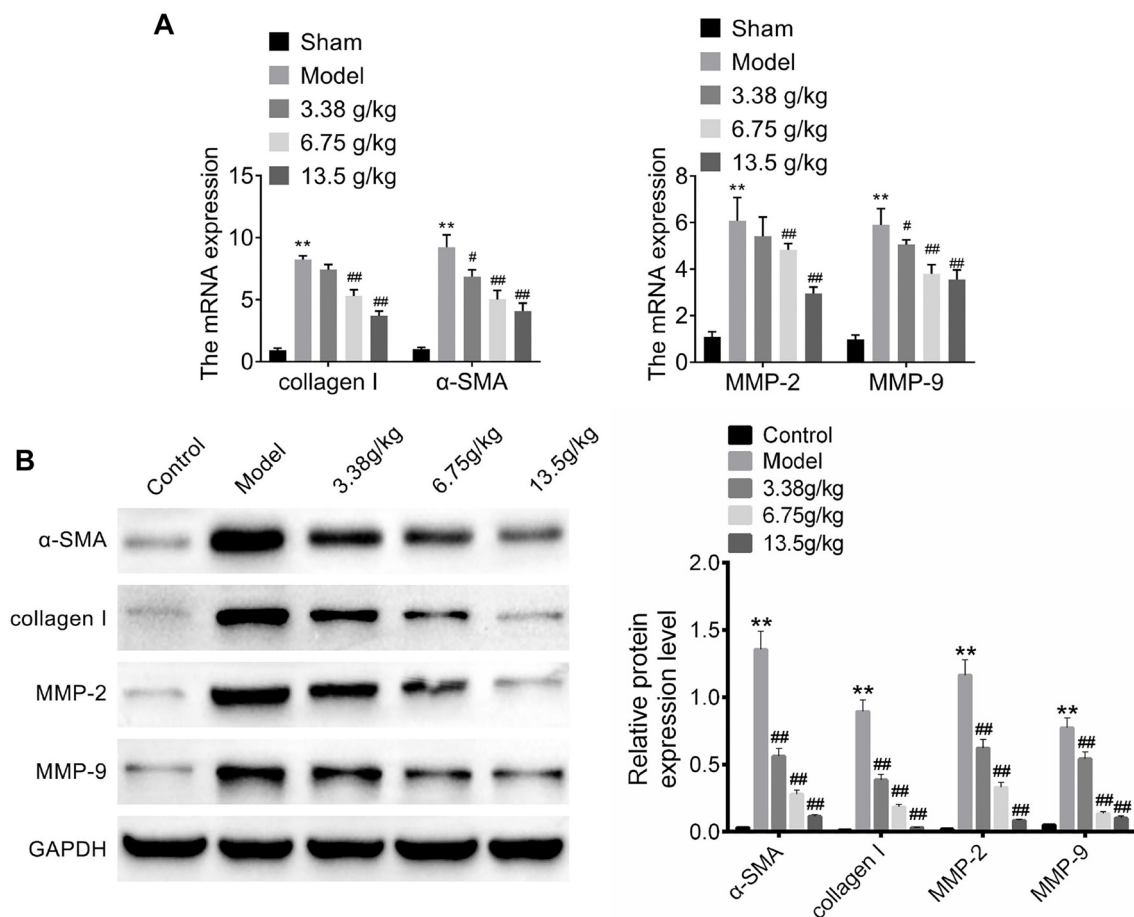 A
Sham
Model
3.38 g/kg
6.75 g/kg
13.5 g/kg
The mRNA expression
15
10
5
0
**
##
##
**
#
##
##
collagen I
α-SMA
Sham
Model
3.38 g/kg
6.75 g/kg
13.5 g/kg
The mRNA expression
8
6
4
2
0
**
##
##
**
#
##
##
MMP-2
MMP-9
B
Control
Model
3.38g/kg
6.75g/kg
13.5g/kg
α-SMA
collagen I
MMP-2
MMP-9
GAPDH
Control
Model
3.38g/kg
6.75g/kg
13.5g/kg
Relative protein
expression level
2.0
1.5
1.0
0.5
0.0
**
##
##
##
**
##
##
##
**
##
##
##
**
##
##
##
α-SMA
collagen I
MMP-2
MMP-9